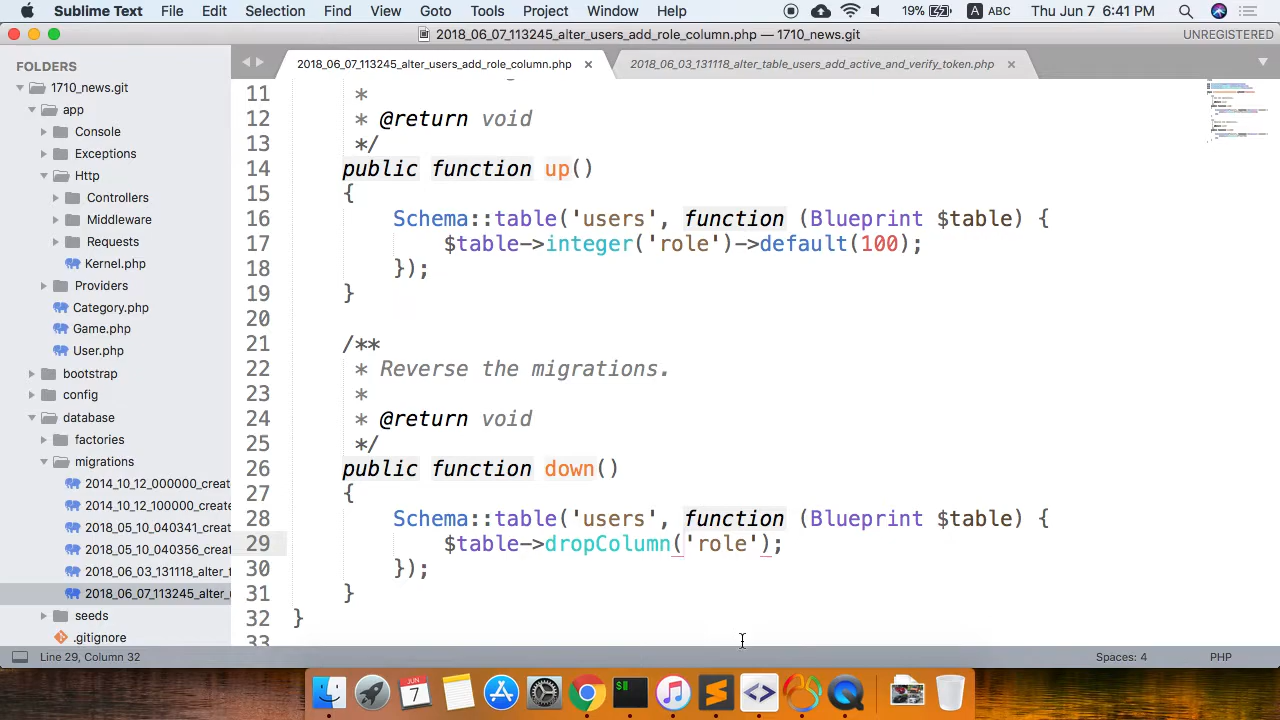 Sublime Text File Edit Selection Find View Goto Tools Project Window Help 19% A ABC Thu Jun 7 6:41 PM
2018_06_07_113245_alter_users_add_role_column.php — 1710_news.git UNREGISTERED
2018_06_07_113245_alter_users_add_role_column.php × 2018_06_03_131118_alter_table_users_add_active_and_verify_token.php ×
FOLDERS
1710_news.git
app
Console
Exceptions
Http
Controllers
Middleware
Requests
Kernel.php
Providers
Category.php
Game.php
User.php
bootstrap
config
database
factories
migrations
2014_10_12_000000_creat
2014_10_12_100000_create
2018_05_10_040341_creat
2018_05_10_040356_creat
2018_06_03_131118_alter_t
2018_06_07_113245_alter_
seeds
.gitignore
11 *
12 * @return void
13 */
14 public function up()
15 {
16 Schema::table('users', function (Blueprint $table) {
17 $table->integer('role')->default(100);
18 });
19 }
20
21 /**
22 * Reverse the migrations.
23 *
24 * @return void
25 */
26 public function down()
27 {
28 Schema::table('users', function (Blueprint $table) {
29 $table->dropColumn('role');
30 });
31 }
32 }
33
Line 29, Column 32 Spaces: 4 PHP
JUN
7